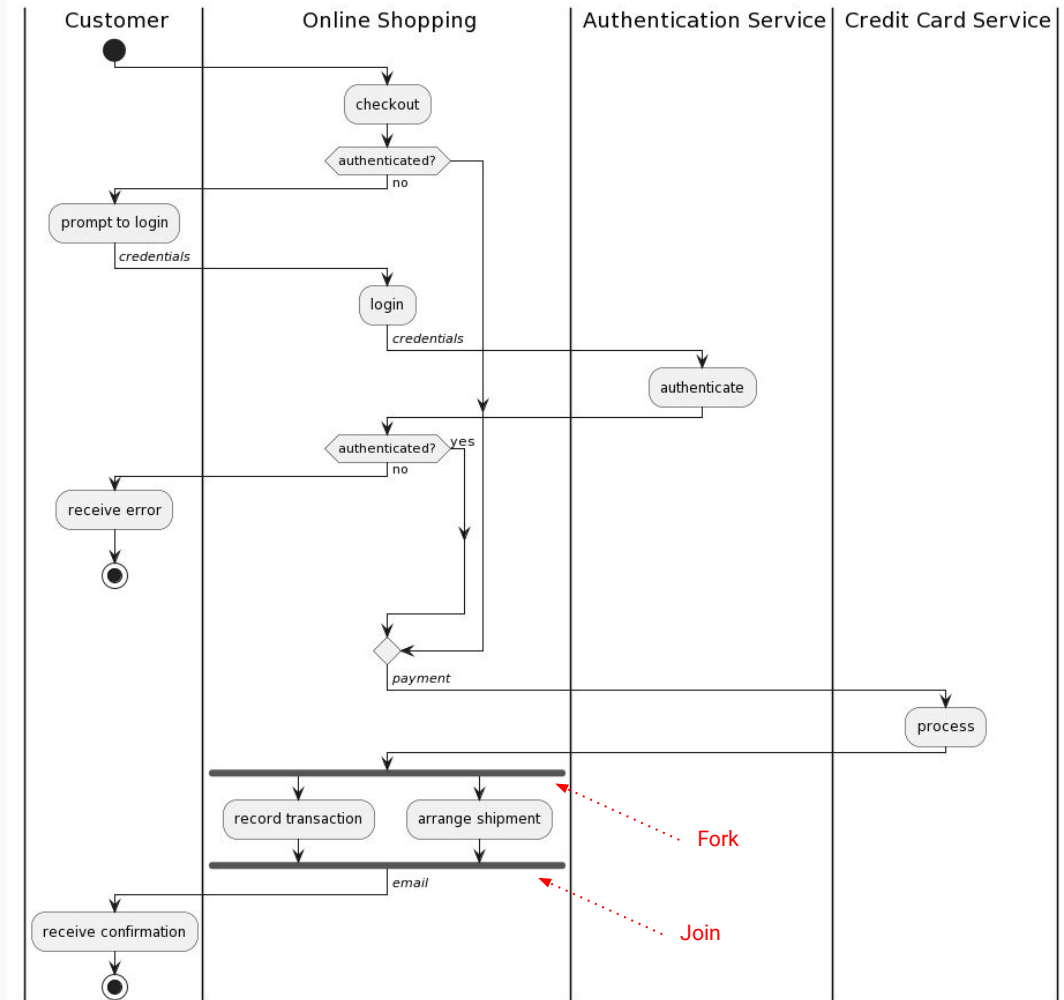 Customer
Online Shopping
Authentication Service
Credit Card Service
checkout
authenticated?
no
prompt to login
credentials
login
credentials
authenticate
authenticated?
yes
no
receive error
payment
process
record transaction
arrange shipment
Fork
email
receive confirmation
Join